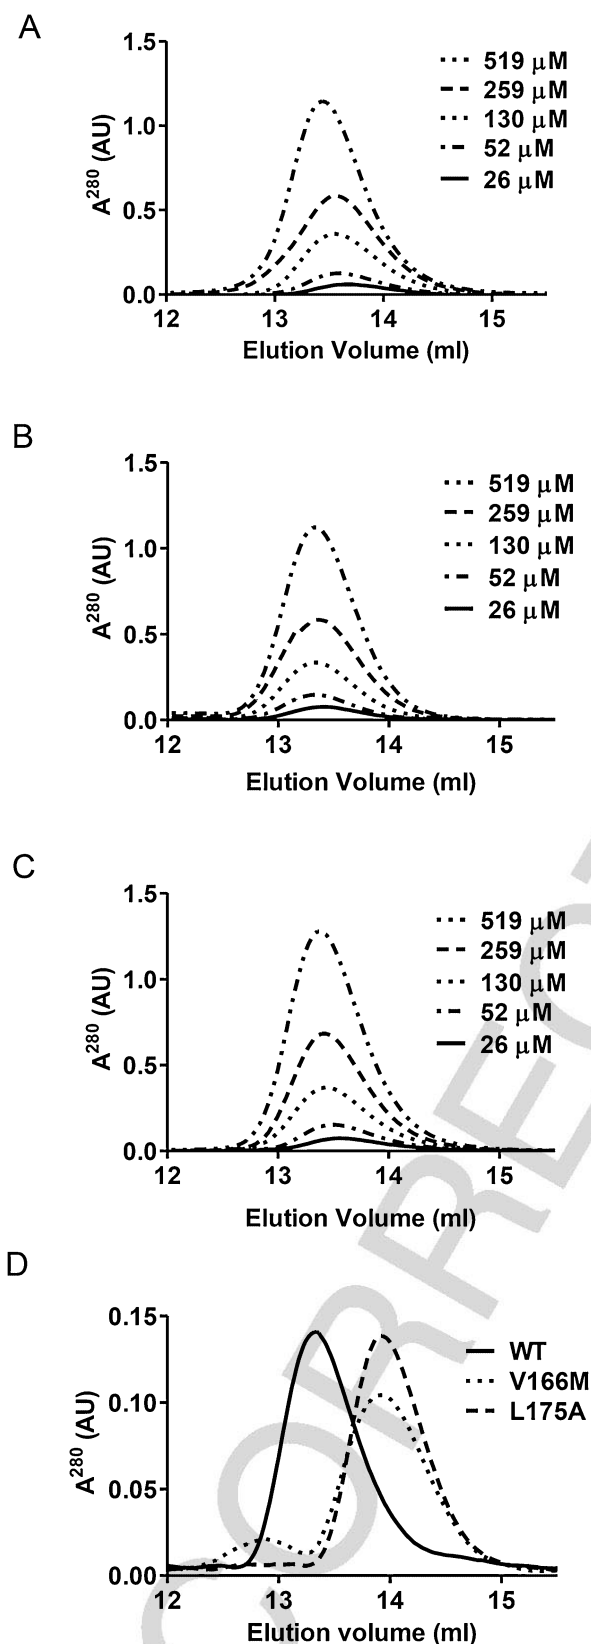 A
1.5
1.0
0.5
0.0
A280 (AU)
519 μM
259 μM
130 μM
52 μM
26 μM
12 13 14 15
Elution Volume (ml)
B
1.5
1.0
0.5
0.0
A280 (AU)
519 μM
259 μM
130 μM
52 μM
26 μM
12 13 14 15
Elution Volume (ml)
C
1.5
1.0
0.5
0.0
A280 (AU)
519 μM
259 μM
130 μM
52 μM
26 μM
12 13 14 15
Elution Volume (ml)
D
0.15
0.10
0.05
0.00
A280 (AU)
WT
V166M
L175A
12 13 14 15
Elution volume (ml)
CORRECT